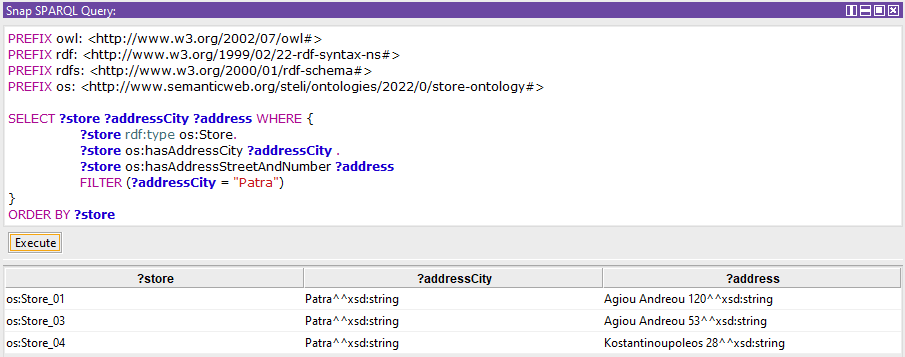 Snap SPARQL Query:
PREFIX owl: <http://www.w3.org/2002/07/owl#>
PREFIX rdf: <http://www.w3.org/1999/02/22-rdf-syntax-ns#>
PREFIX rdfs: <http://www.w3.org/2000/01/rdf-schema#>
PREFIX os: <http://www.semanticweb.org/steli/ontologies/2022/0/store-ontology#>
SELECT ?store ?addressCity ?address WHERE {
?store rdf:type os:Store.
?store os:hasAddressCity ?addressCity .
?store os:hasAddressStreetAndNumber ?address
FILTER (?addressCity = "Patra")
}
ORDER BY ?store
Execute
?store ?addressCity ?address
os:Store_01 Patra^^xsd:string Agiou Andreou 120^^xsd:string
os:Store_03 Patra^^xsd:string Agiou Andreou 53^^xsd:string
os:Store_04 Patra^^xsd:string Kostantinoupoleos 28^^xsd:string